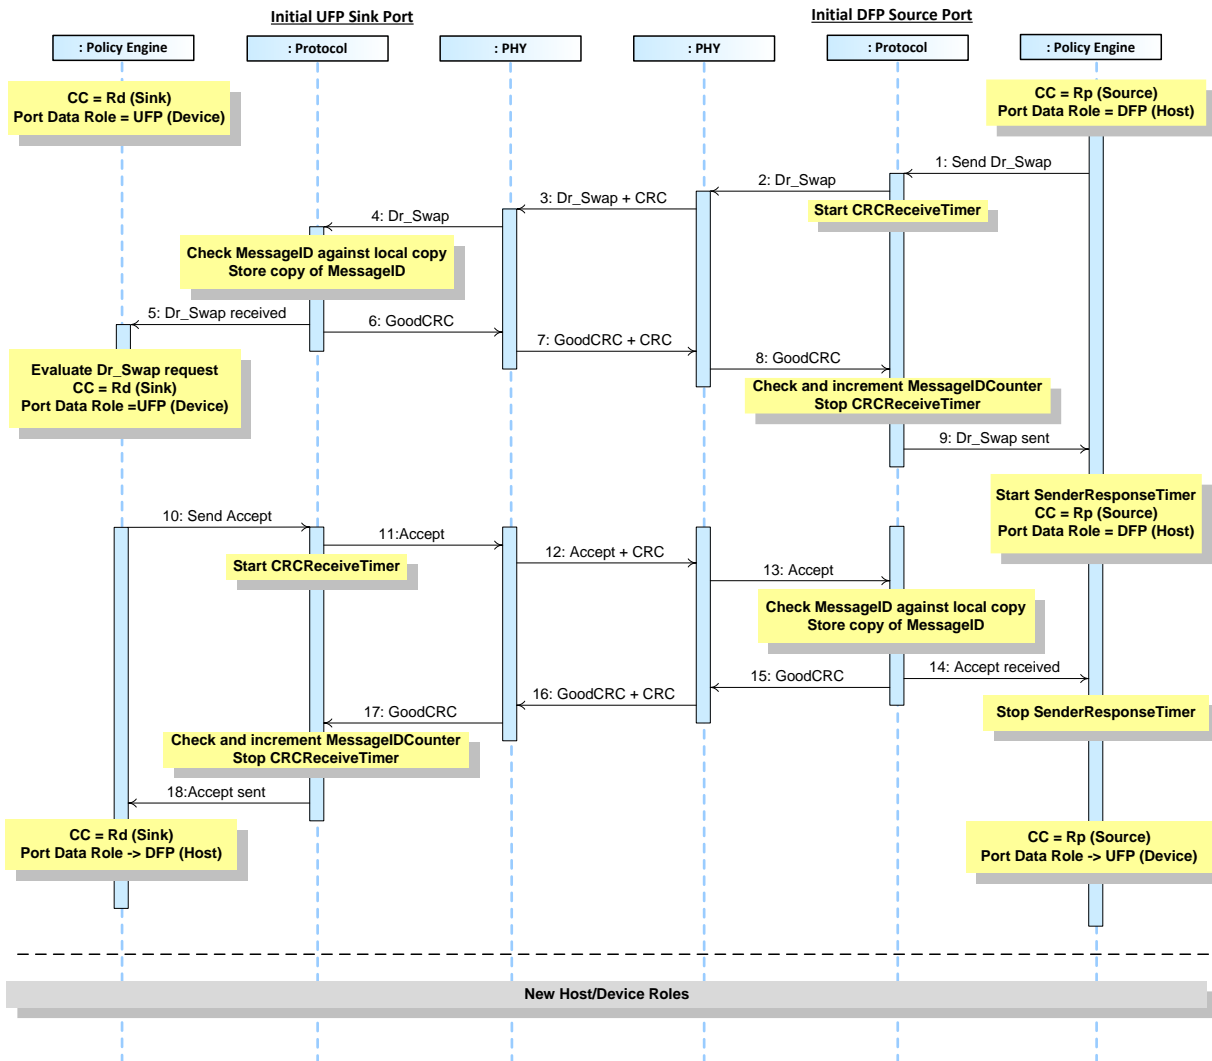 Initial UFP Sink Port
Initial DFP Source Port
: Policy Engine
: Protocol
: PHY
: PHY
: Protocol
: Policy Engine
CC = Rd (Sink)
Port Data Role = UFP (Device)
CC = Rp (Source)
Port Data Role = DFP (Host)
1: Send Dr_Swap
2: Dr_Swap
Start CRCReceiveTimer
3: Dr_Swap + CRC
4: Dr_Swap
Check MessageID against local copy
Store copy of MessageID
5: Dr_Swap received
6: GoodCRC
7: GoodCRC + CRC
8: GoodCRC
Evaluate Dr_Swap request
CC = Rd (Sink)
Port Data Role =UFP (Device)
Check and increment MessageIDCounter
Stop CRCReceiveTimer
9: Dr_Swap sent
Start SenderResponseTimer
CC = Rp (Source)
Port Data Role = DFP (Host)
10: Send Accept
11:Accept
Start CRCReceiveTimer
12: Accept + CRC
13: Accept
Check MessageID against local copy
Store copy of MessageID
14: Accept received
15: GoodCRC
16: GoodCRC + CRC
17: GoodCRC
Stop SenderResponseTimer
Check and increment MessageIDCounter
Stop CRCReceiveTimer
18:Accept sent
CC = Rd (Sink)
Port Data Role -> DFP (Host)
CC = Rp (Source)
Port Data Role -> UFP (Device)
New Host/Device Roles